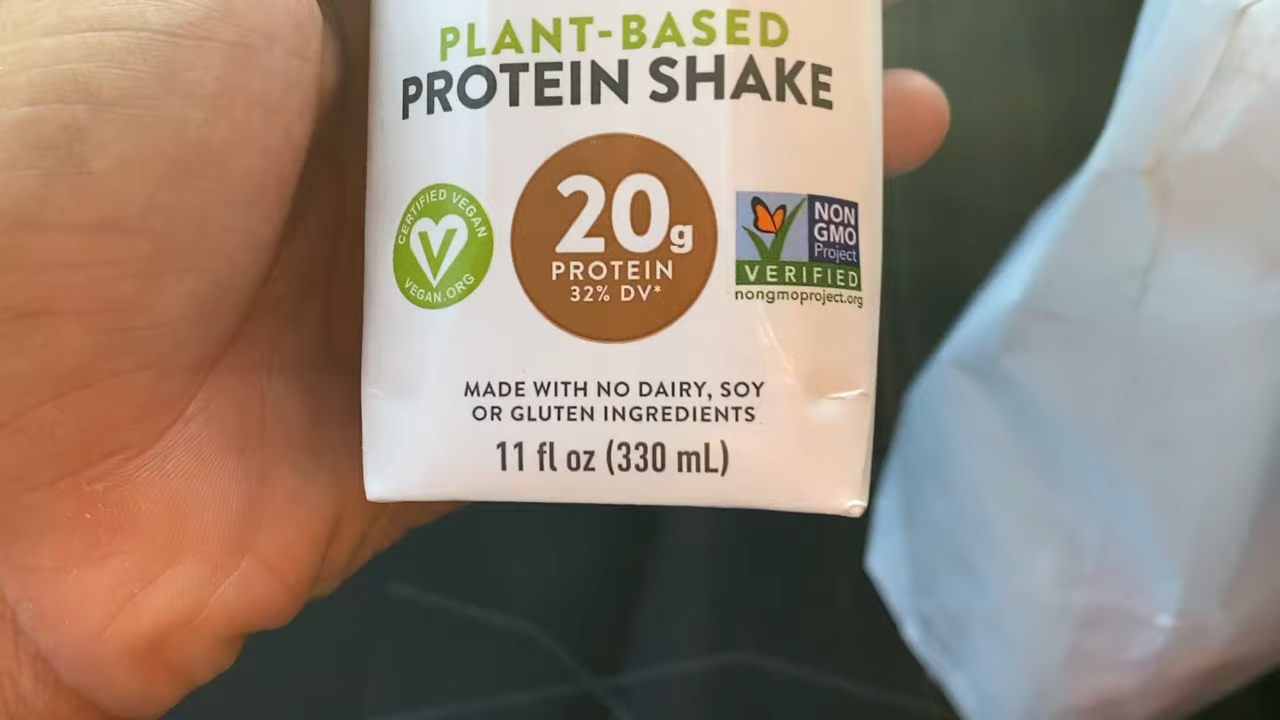 PLANT-BASED
PROTEIN SHAKE
CERTIFIED VEGAN
V
VEGAN.ORG
20g
PROTEIN
32% DV*
NON
GMO
Project
VERIFIED
nongmoproject.org
MADE WITH NO DAIRY, SOY
OR GLUTEN INGREDIENTS
11 fl oz (330 mL)